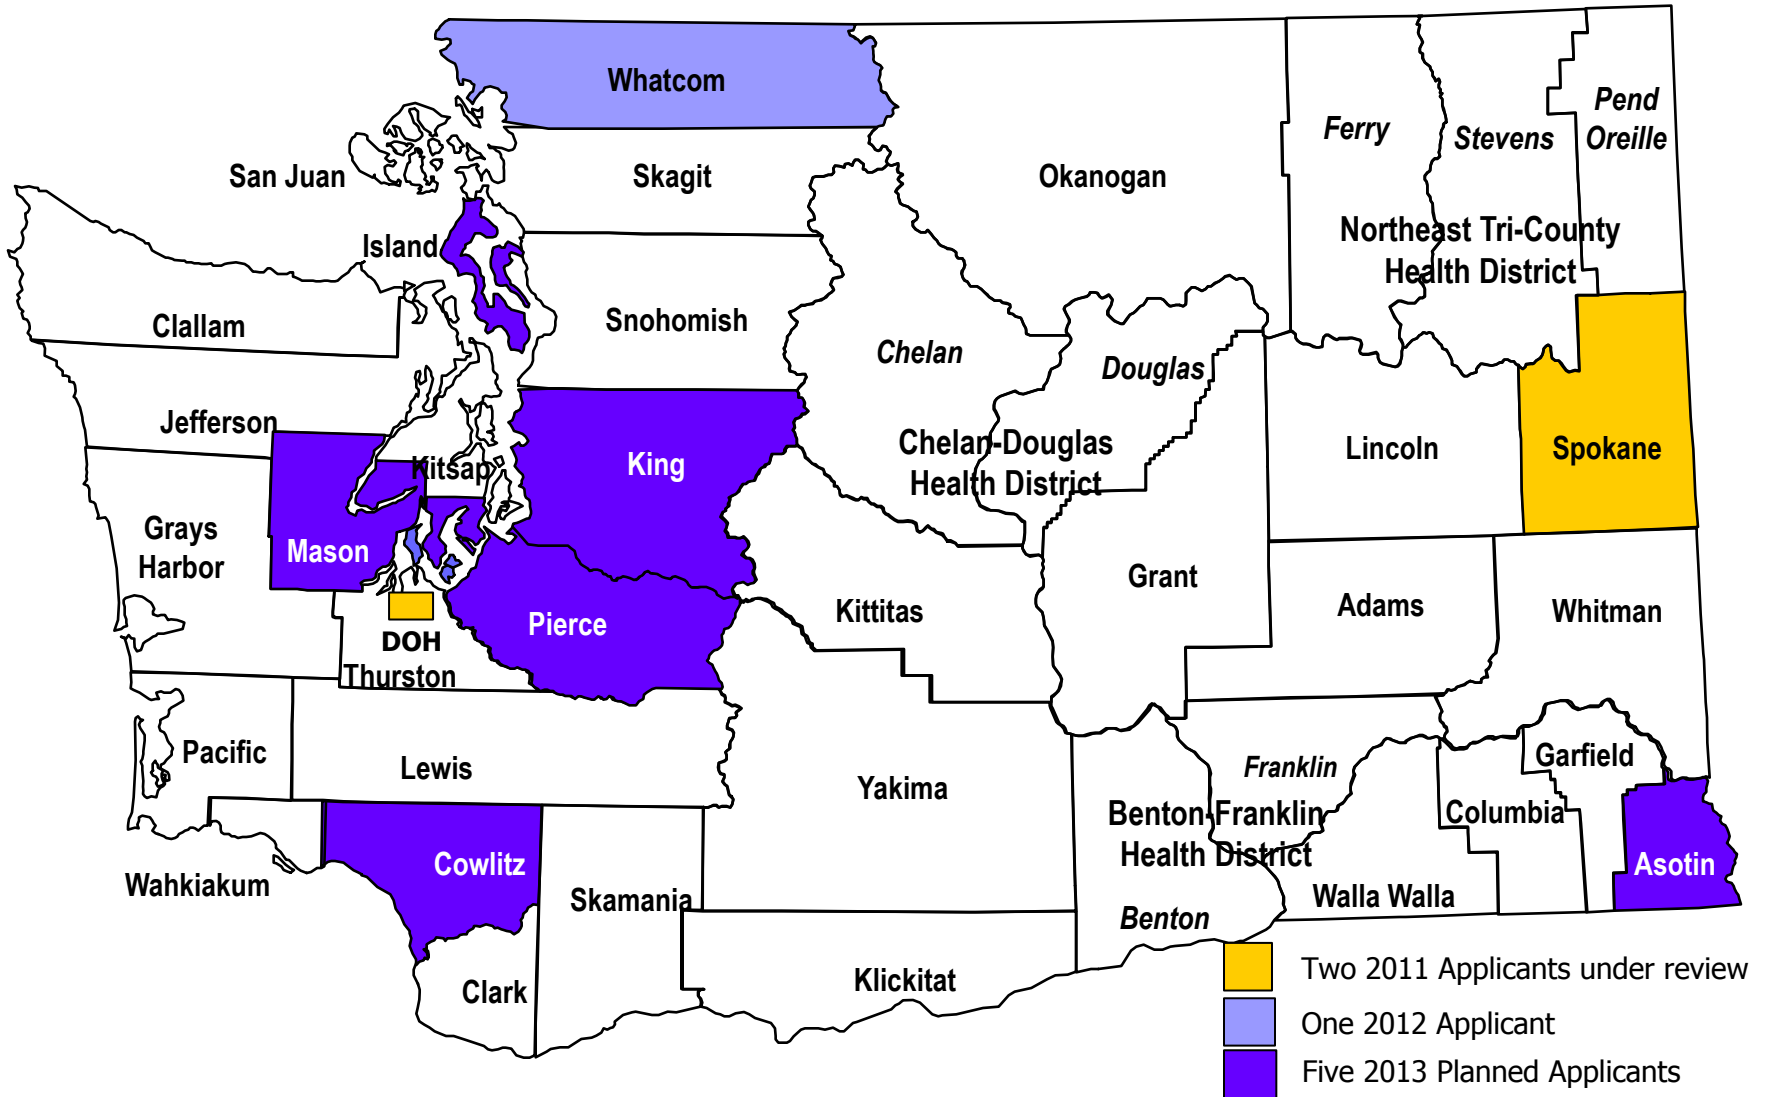 Whatcom
Pend
Oreille
Ferry
Stevens
San Juan
Skagit
Okanogan
Northeast Tri-County
Health District
Island
Clallam
Snohomish
Chelan
Douglas
Jefferson
Kitsap
King
Chelan-Douglas
Health District
Lincoln
Spokane
Grays
Harbor
Mason
Grant
Kittitas
Adams
Whitman
Pierce
DOH
Thurston
Pacific
Lewis
Yakima
Franklin
Garfield
Benton-Franklin
Health District
Columbia
Cowlitz
Asotin
Wahkiakum
Skamania
Walla Walla
Benton
Clark
Klickitat
Two 2011 Applicants under review
One 2012 Applicant
Five 2013 Planned Applicants